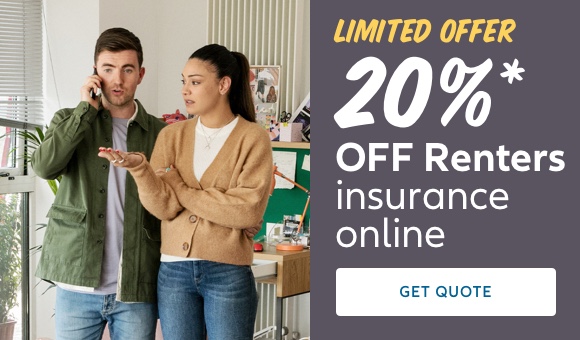 LIMITED OFFER
20%*
OFF Renters
insurance
online
GET QUOTE